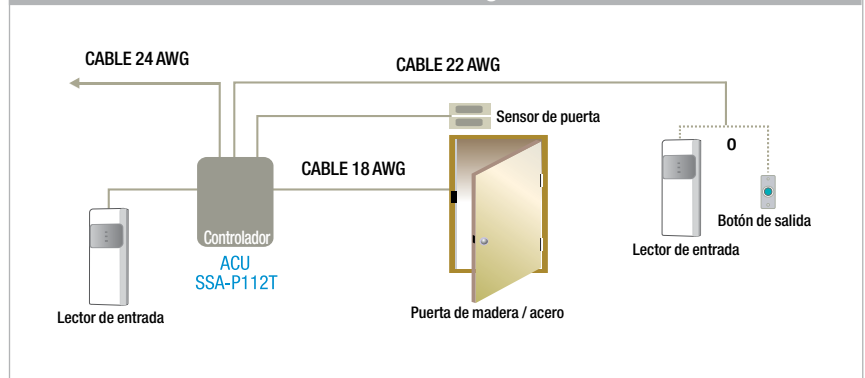 CABLE 24 AWG
CABLE 22 AWG
Sensor de puerta
O
CABLE 18 AWG
Controlador
ACU
SSA-P112T
Botón de salida
Lector de entrada
Lector de entrada
Puerta de madera / acero